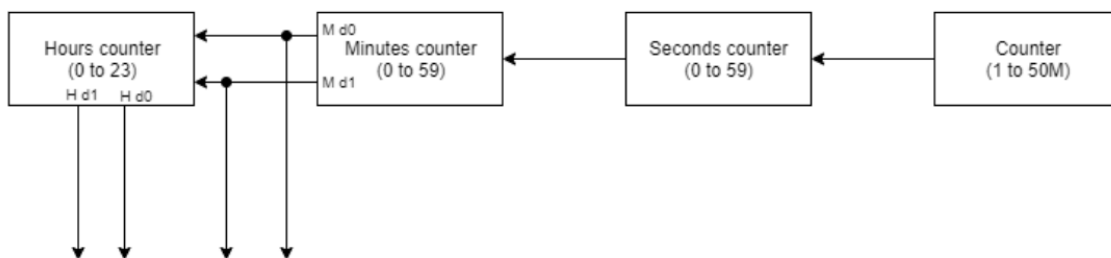 Hours counter
(0 to 23)
H d1 H d0
M d0
Minutes counter
(0 to 59)
M d1
Seconds counter
(0 to 59)
Counter
(1 to 50M)